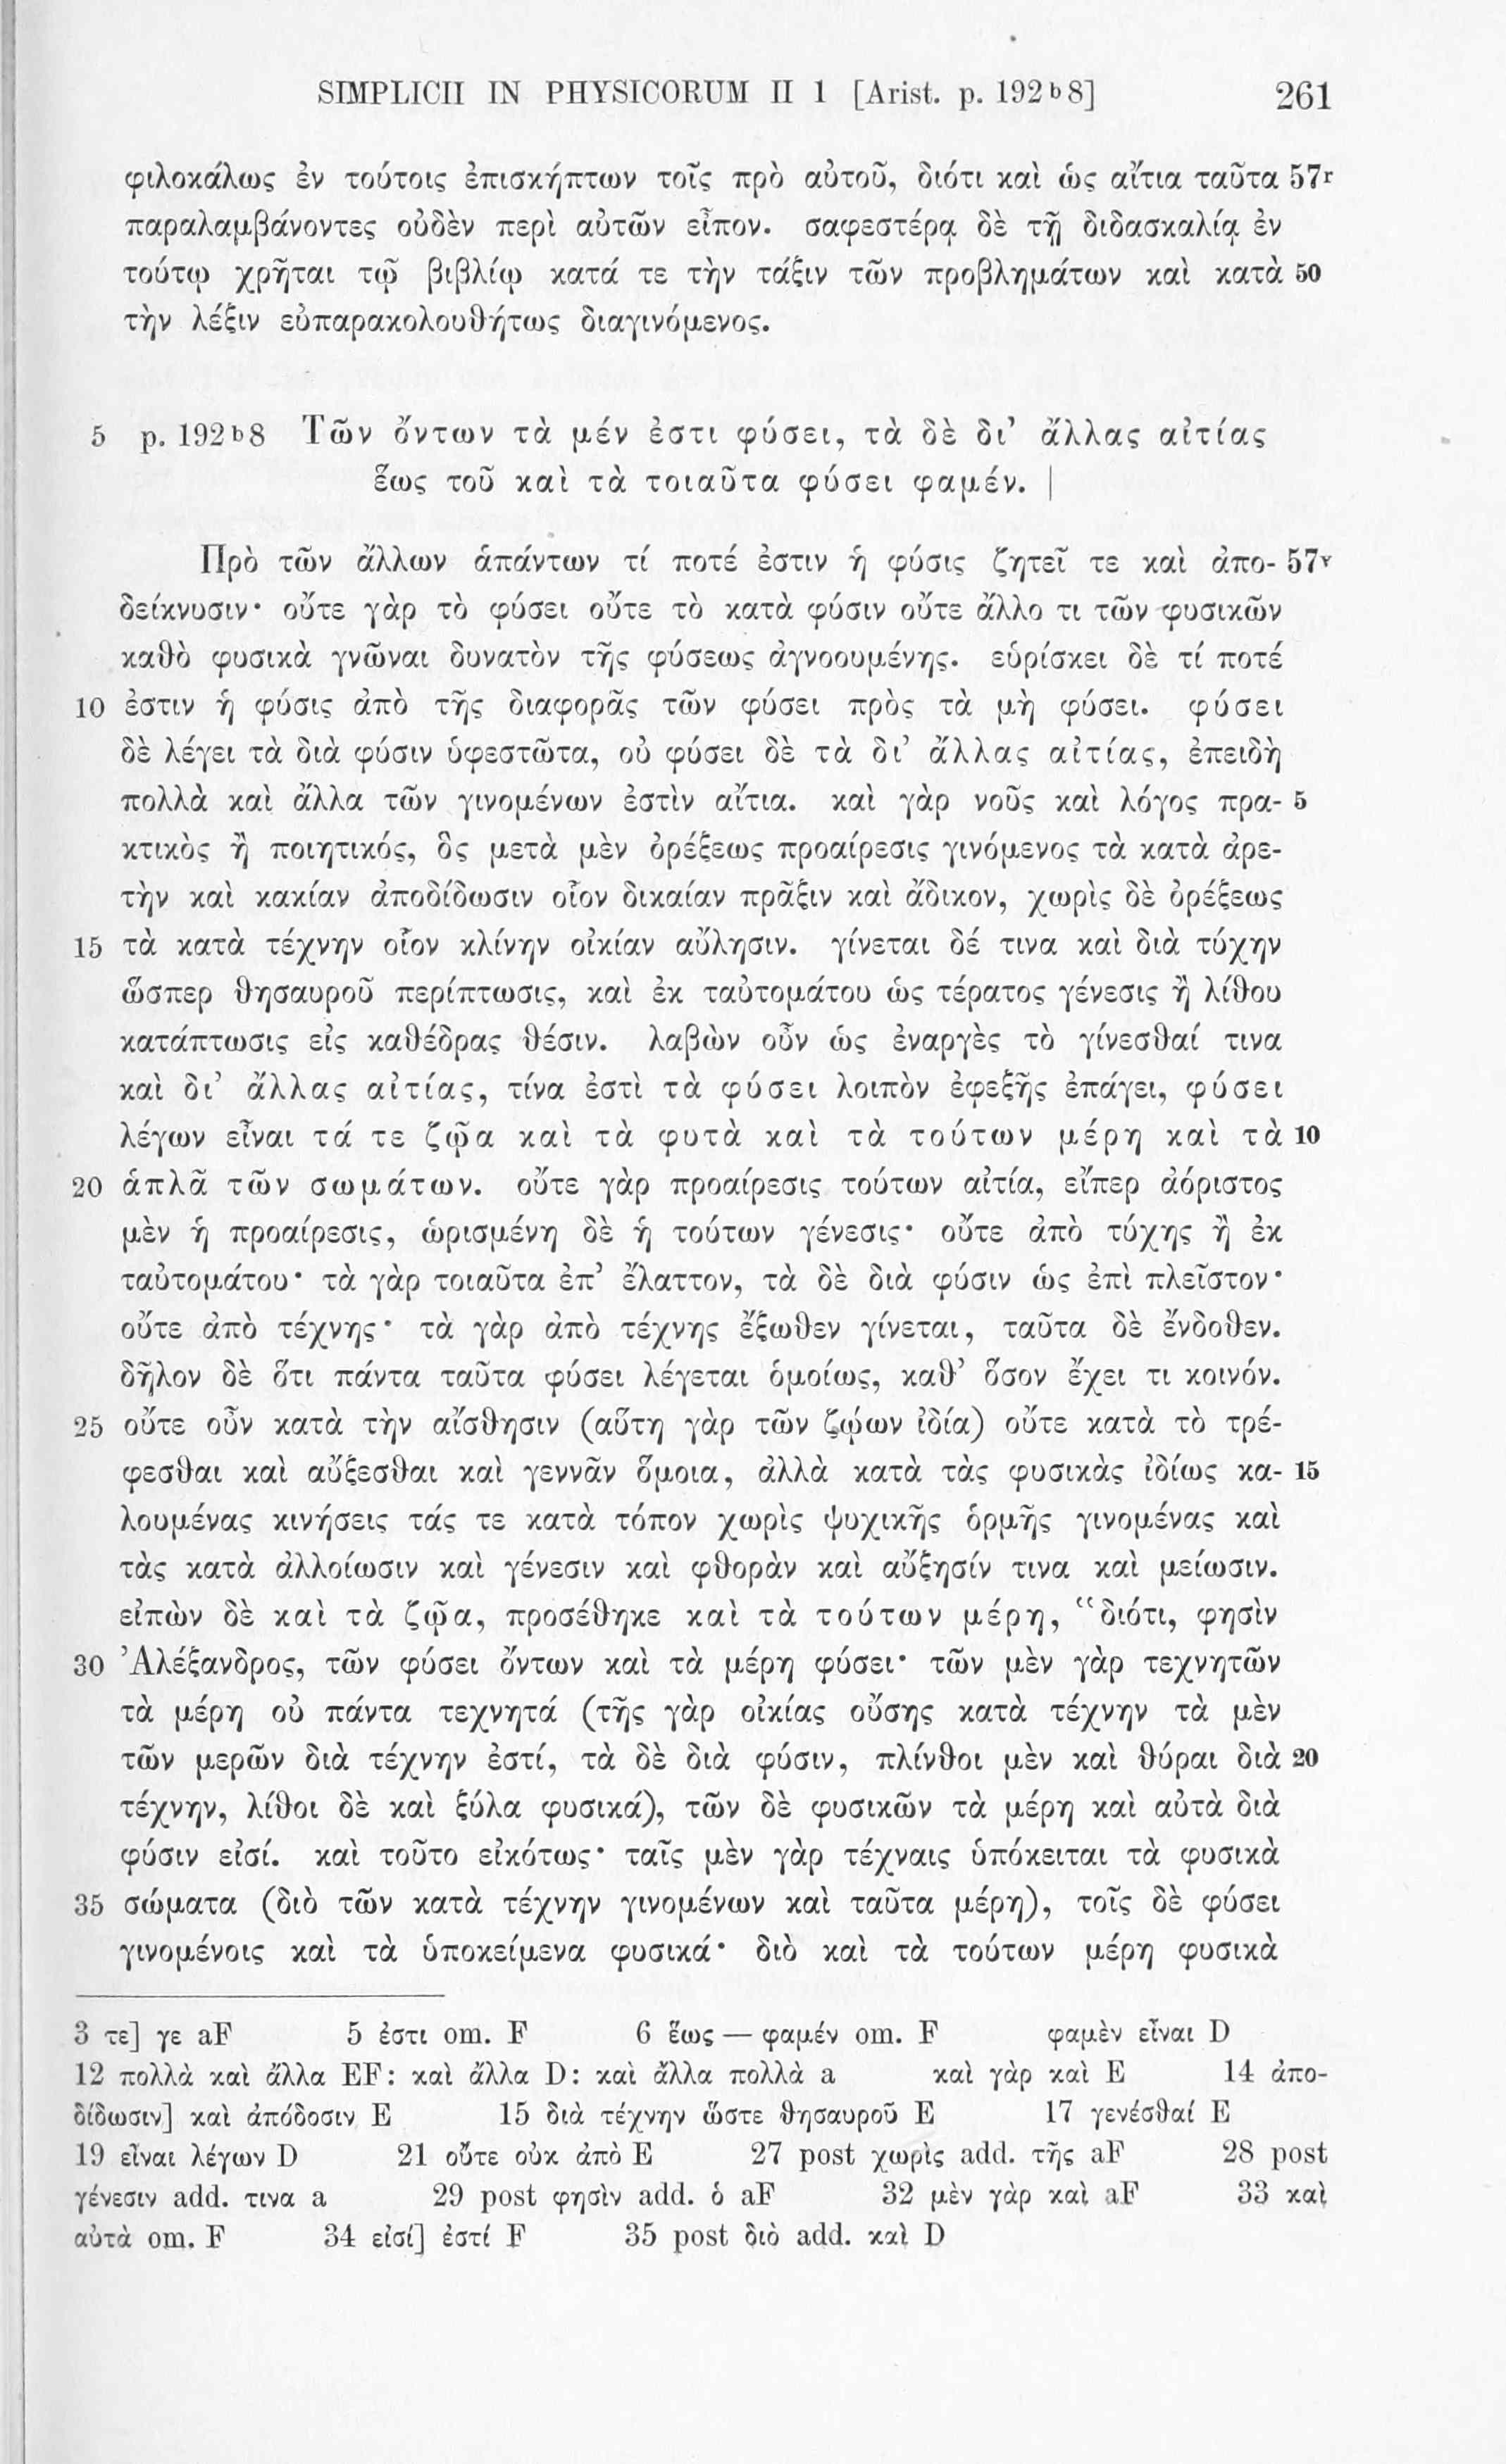 SIMPLICII IN PHYSICORUM II 1 [Arist. p. 192 b 8] 261
φιλοκάλως ἐν τούτοις ἐπισκήπτων τοῖς πρὸ αὐτοῦ, διότι καὶ ὡς αἴτια ταῦτα 57r
παραλαμβάνοντες οὐδὲν περὶ αὐτῶν εἶπον. σαφεστέρᾳ δὲ τῇ διδασκαλίᾳ ἐν
τούτῳ χρῆται τῷ βιβλίῳ κατά τε τὴν τάξιν τῶν προβλημάτων καὶ κατὰ 50
τὴν λέξιν εὐπαρακολουθήτως διαγινόμενος.
5 p. 192 b 8 Τῶν ὄντων τὰ μέν ἐστι φύσει, τὰ δὲ δι’ ἄλλας αἰτίας
ἕως τοῦ καὶ τὰ τοιαῦτα φύσει φαμέν. |
Πρὸ τῶν ἄλλων ἁπάντων τί ποτέ ἐστιν ἡ φύσις ζητεῖ τε καὶ ἀπο- 57v
δείκνυσιν· οὔτε γὰρ τὸ φύσει οὔτε τὸ κατὰ φύσιν οὔτε ἄλλο τι τῶν φυσικῶν
καθὸ φυσικὰ γνῶναι δυνατὸν τῆς φύσεως ἀγνοουμένης. εὑρίσκει δὲ τί ποτέ
10 ἐστιν ἡ φύσις ἀπὸ τῆς διαφορᾶς τῶν φύσει πρὸς τὰ μὴ φύσει. φύσει
δὲ λέγει τὰ διὰ φύσιν ὑφεστῶτα, οὐ φύσει δὲ τὰ δι’ ἄλλας αἰτίας, ἐπειδὴ
πολλὰ καὶ ἄλλα τῶν γινομένων ἐστὶν αἴτια. καὶ γὰρ νοῦς καὶ λόγος πρα- 5
κτικὸς ἢ ποιητικός, ὃς μετὰ μὲν ὀρέξεως προαίρεσις γινόμενος τὰ κατὰ ἀρε-
τὴν καὶ κακίαν ἀποδίδωσιν οἷον δικαίαν πρᾶξιν καὶ ἄδικον, χωρὶς δὲ ὀρέξεως
15 τὰ κατὰ τέχνην οἷον κλίνην οἰκίαν αὔλησιν. γίνεται δέ τινα καὶ διὰ τύχην
ὥσπερ θησαυροῦ περίπτωσις, καὶ ἐκ ταὐτομάτου ὡς τέρατος γένεσις ἢ λίθου
κατάπτωσις εἰς καθέδρας θέσιν. λαβὼν οὖν ὡς ἐναργὲς τὸ γίνεσθαί τινα
καὶ δι’ ἄλλας αἰτίας, τίνα ἐστὶ τὰ φύσει λοιπὸν ἐφεξῆς ἐπάγει, φύσει
λέγων εἶναι τά τε ζῷα καὶ τὰ φυτὰ καὶ τὰ τούτων μέρη καὶ τὰ 10
20 ἁπλᾶ τῶν σωμάτων. οὔτε γὰρ προαίρεσις τούτων αἰτία, εἴπερ ἀόριστος
μὲν ἡ προαίρεσις, ὡρισμένη δὲ ἡ τούτων γένεσις· οὔτε ἀπὸ τύχης ἢ ἐκ
ταὐτομάτου· τὰ γὰρ τοιαῦτα ἐπ’ ἔλαττον, τὰ δὲ διὰ φύσιν ὡς ἐπὶ πλεῖστον·
οὔτε ἀπὸ τέχνης· τὰ γὰρ ἀπὸ τέχνης ἔξωθεν γίνεται, ταῦτα δὲ ἔνδοθεν.
δῆλον δὲ ὅτι πάντα ταῦτα φύσει λέγεται ὁμοίως, καθ’ ὅσον ἔχει τι κοινόν.
25 οὔτε οὖν κατὰ τὴν αἴσθησιν (αὕτη γὰρ τῶν ζῴων ἰδία) οὔτε κατὰ τὸ τρέ-
φεσθαι καὶ αὔξεσθαι καὶ γεννᾶν ὅμοια, ἀλλὰ κατὰ τὰς φυσικὰς ἰδίως κα- 15
λουμένας κινήσεις τάς τε κατὰ τόπον χωρὶς ψυχικῆς ὁρμῆς γινομένας καὶ
τὰς κατὰ ἀλλοίωσιν καὶ γένεσιν καὶ φθορὰν καὶ αὔξησίν τινα καὶ μείωσιν.
εἰπὼν δὲ καὶ τὰ ζῷα, προσέθηκε καὶ τὰ τούτων μέρη, “διότι, φησὶν
30 Ἀλέξανδρος, τῶν φύσει ὄντων καὶ τὰ μέρη φύσει· τῶν μὲν γὰρ τεχνητῶν
τὰ μέρη οὐ πάντα τεχνητά (τῆς γὰρ οἰκίας οὔσης κατὰ τέχνην τὰ μὲν
τῶν μερῶν διὰ τέχνην ἐστί, τὰ δὲ διὰ φύσιν, πλίνθοι μὲν καὶ θύραι διὰ 20
τέχνην, λίθοι δὲ καὶ ξύλα φυσικά), τῶν δὲ φυσικῶν τὰ μέρη καὶ αὐτὰ διὰ
φύσιν εἰσί. καὶ τοῦτο εἰκότως· ταῖς μὲν γὰρ τέχναις ὑπόκειται τὰ φυσικὰ
35 σώματα (διὸ τῶν κατὰ τέχνην γινομένων καὶ ταῦτα μέρη), τοῖς δὲ φύσει
γινομένοις καὶ τὰ ὑποκείμενα φυσικά· διὸ καὶ τὰ τούτων μέρη φυσικὰ
3 τε] γε aF 5 ἐστι om. F 6 ἕως — φαμέν om. F φαμὲν εἶναι D
12 πολλὰ καὶ ἄλλα EF: καὶ ἄλλα D: καὶ ἄλλα πολλὰ a καὶ γὰρ καὶ E 14 ἀπο-
δίδωσιν] καὶ ἀπόδοσιν E 15 διὰ τέχνην ὥστε θησαυροῦ E 17 γενέσθαί E
19 εἶναι λέγων D 21 οὔτε οὐκ ἀπὸ E 27 post χωρὶς add. τῆς aF 28 post
γένεσιν add. τινα a 29 post φησὶν add. ὁ aF 32 μὲν γὰρ καὶ aF 33 καὶ
αὐτὰ om. F 34 εἰσί] ἐστί F 35 post διὸ add. καὶ D